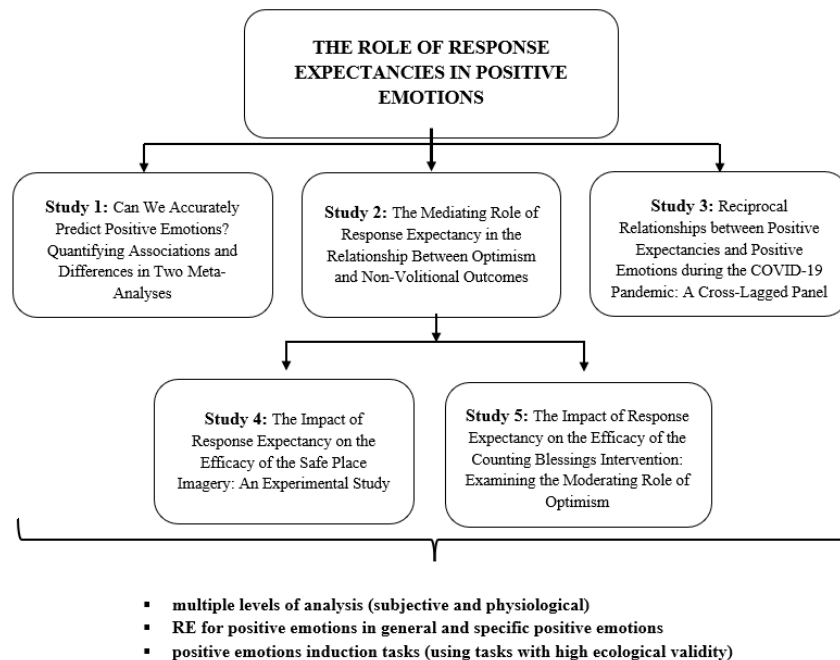 THE ROLE OF RESPONSE
EXPECTANCIES IN POSITIVE
EMOTIONS
Study 1: Can We Accurately
Predict Positive Emotions?
Quantifying Associations and
Differences in Two Meta-
Analyses
Study 2: The Mediating Role of
Response Expectancy in the
Relationship Between Optimism
and Non-Volitional Outcomes
Study 3: Reciprocal
Relationships between Positive
Expectancies and Positive
Emotions during the COVID-19
Pandemic: A Cross-Lagged Panel
Study 4: The Impact of
Response Expectancy on the
Efficacy of the Safe Place
Imagery: An Experimental Study
Study 5: The Impact of Response
Expectancy on the Efficacy of the
Counting Blessings Intervention:
Examining the Moderating Role of
Optimism
▪ multiple levels of analysis (subjective and physiological)
▪ RE for positive emotions in general and specific positive emotions
▪ positive emotions induction tasks (using tasks with high ecological validity)